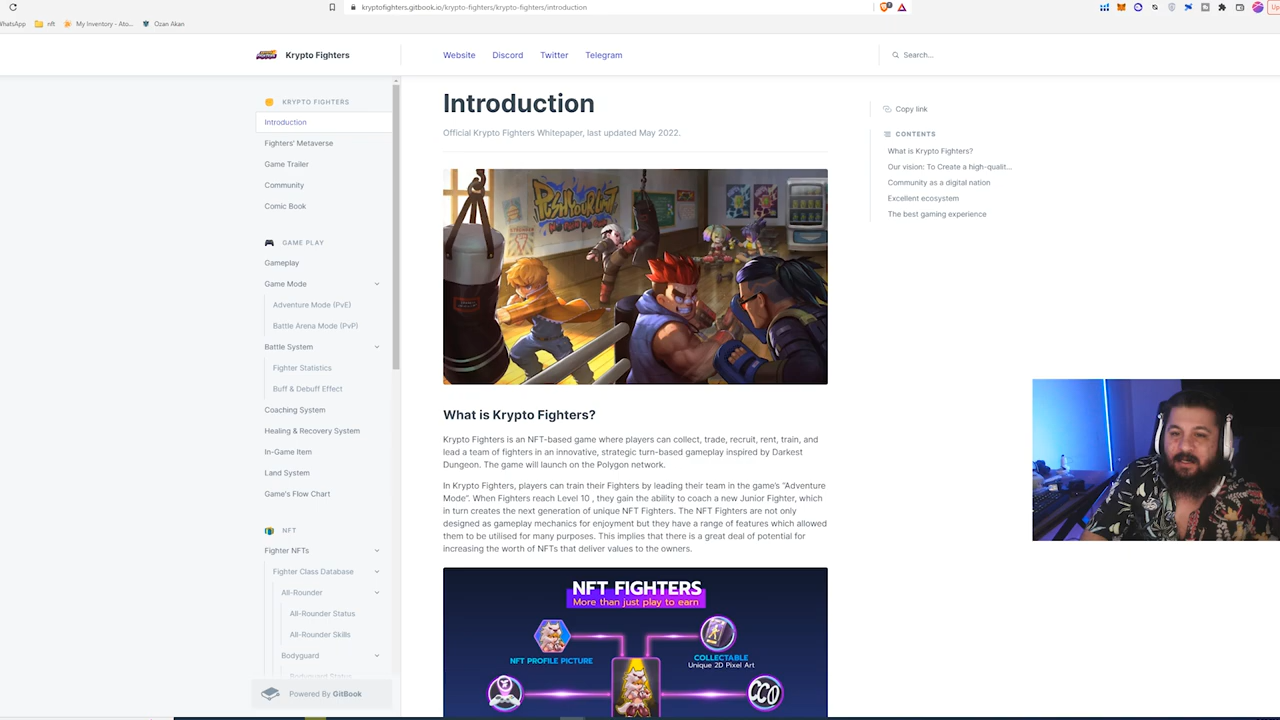 kryptofighters.gitbook.io/krypto-fighters/krypto-fighters/introduction
WhatsApp
nft
My Inventory - Ato...
Ozan Akan
Krypto Fighters
Website
Discord
Twitter
Telegram
Search...
KRYPTO FIGHTERS
Introduction
Fighters' Metaverse
Game Trailer
Community
Comic Book
GAME PLAY
Gameplay
Game Mode
Adventure Mode (PvE)
Battle Arena Mode (PvP)
Battle System
Fighter Statistics
Buff & Debuff Effect
Coaching System
Healing & Recovery System
In-Game Item
Land System
Game's Flow Chart
NFT
Fighter NFTs
Fighter Class Database
All-Rounder
All-Rounder Status
All-Rounder Skills
Bodyguard
Bodyguard Status
Powered By GitBook
Introduction
Official Krypto Fighters Whitepaper, last updated May 2022.
What is Krypto Fighters?
Krypto Fighters is an NFT-based game where players can collect, trade, recruit, rent, train, and
lead a team of fighters in an innovative, strategic turn-based gameplay inspired by Darkest
Dungeon. The game will launch on the Polygon network.
In Krypto Fighters, players can train their Fighters by leading their team in the game's "Adventure
Mode". When Fighters reach Level 10 , they gain the ability to coach a new Junior Fighter, which
in turn creates the next generation of unique NFT Fighters. The NFT Fighters are not only
designed as gameplay mechanics for enjoyment but they have a range of features which allowed
them to be utilised for many purposes. This implies that there is a great deal of potential for
increasing the worth of NFTs that deliver values to the owners.
NFT FIGHTERS
More than just play to earn
NFT PROFILE PICTURE
COLLECTABLE
Unique 2D Pixel Art
Copy link
CONTENTS
What is Krypto Fighters?
Our vision: To Create a high-qualit...
Community as a digital nation
Excellent ecosystem
The best gaming experience